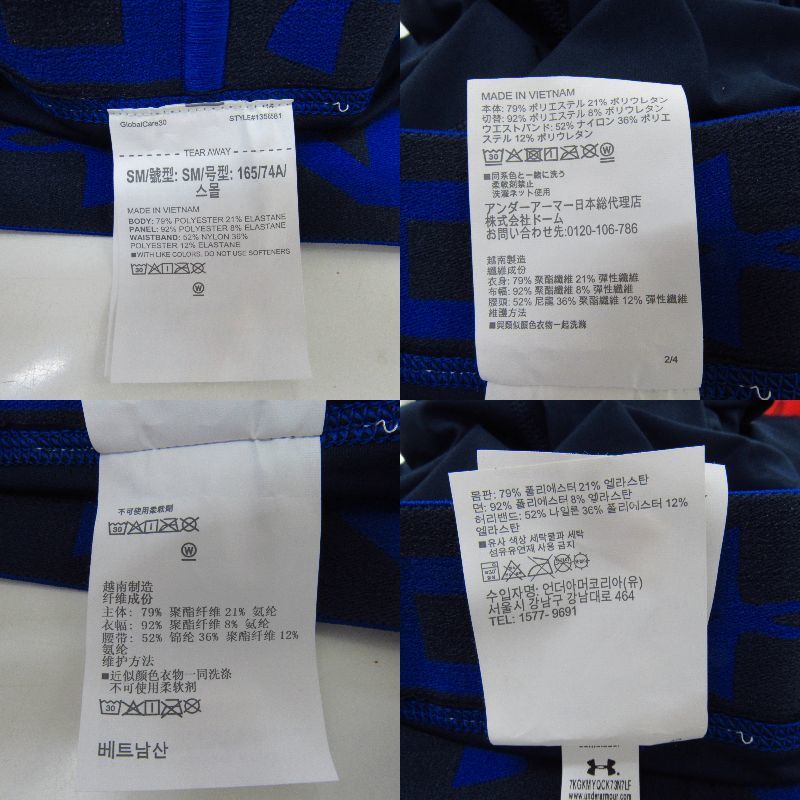 GlobalCare30
TEAR AWAY
SM/號型: SM/号型: 165/74A/
스몰
MADE IN VIETNAM
BODY: 79% POLYESTER 21% ELASTANE
PANEL: 92% POLYESTER 8% ELASTANE
WAISTBAND: 52% NYLON 36%
POLYESTER 12% ELASTANE
■WITH LIKE COLORS. DO NOT USE SOFTENERS
30
W
MADE IN VIETNAM
本体: 79% ポリエステル 21% ポリウレタン
切替: 92% ポリエステル 8% ポリウレタン
ウエストバンド: 52% ナイロン 36% ポリエ
ステル 12% ポリウレタン
30
W
■同系色と一緒に洗う
柔軟剤禁止
洗濯ネット使用
アンダーアーマー日本総代理店
株式会社ドーム
お問い合わせ先:0120-106-786
越南製造
纖維成份
衣身: 79% 聚酯纖維 21% 彈性纖維
布幅: 92% 聚酯纖維 8% 彈性纖維
腰頭: 52% 尼龍 36% 聚酯纖維 12% 彈性纖維
維護方法
■與類似顏色衣物一起洗滌
2/4
不可使用柔軟劑
30
W
越南制造
纤维成份
主体: 79% 聚酯纤维 21% 氨纶
衣幅: 92% 聚酯纤维 8% 氨纶
腰带: 52% 锦纶 36% 聚酯纤维 12%
氨纶
维护方法
■近似颜色衣物一同洗涤
不可使用柔软剂
30
베트남산
몸판: 79% 폴리에스터 21% 엘라스탄
면: 92% 폴리에스터 8% 엘라스탄
허리밴드: 52% 나일론 36% 폴리에스터 12%
엘라스탄
■유사 색상 세탁물과 세탁
섬유유연제 사용 금지
수입자명: 언더아머코리아(유)
서울시 강남구 강남대로 464
TEL: 1577- 9691
7KGKMYQCK73N7LF
www.underarmour.com